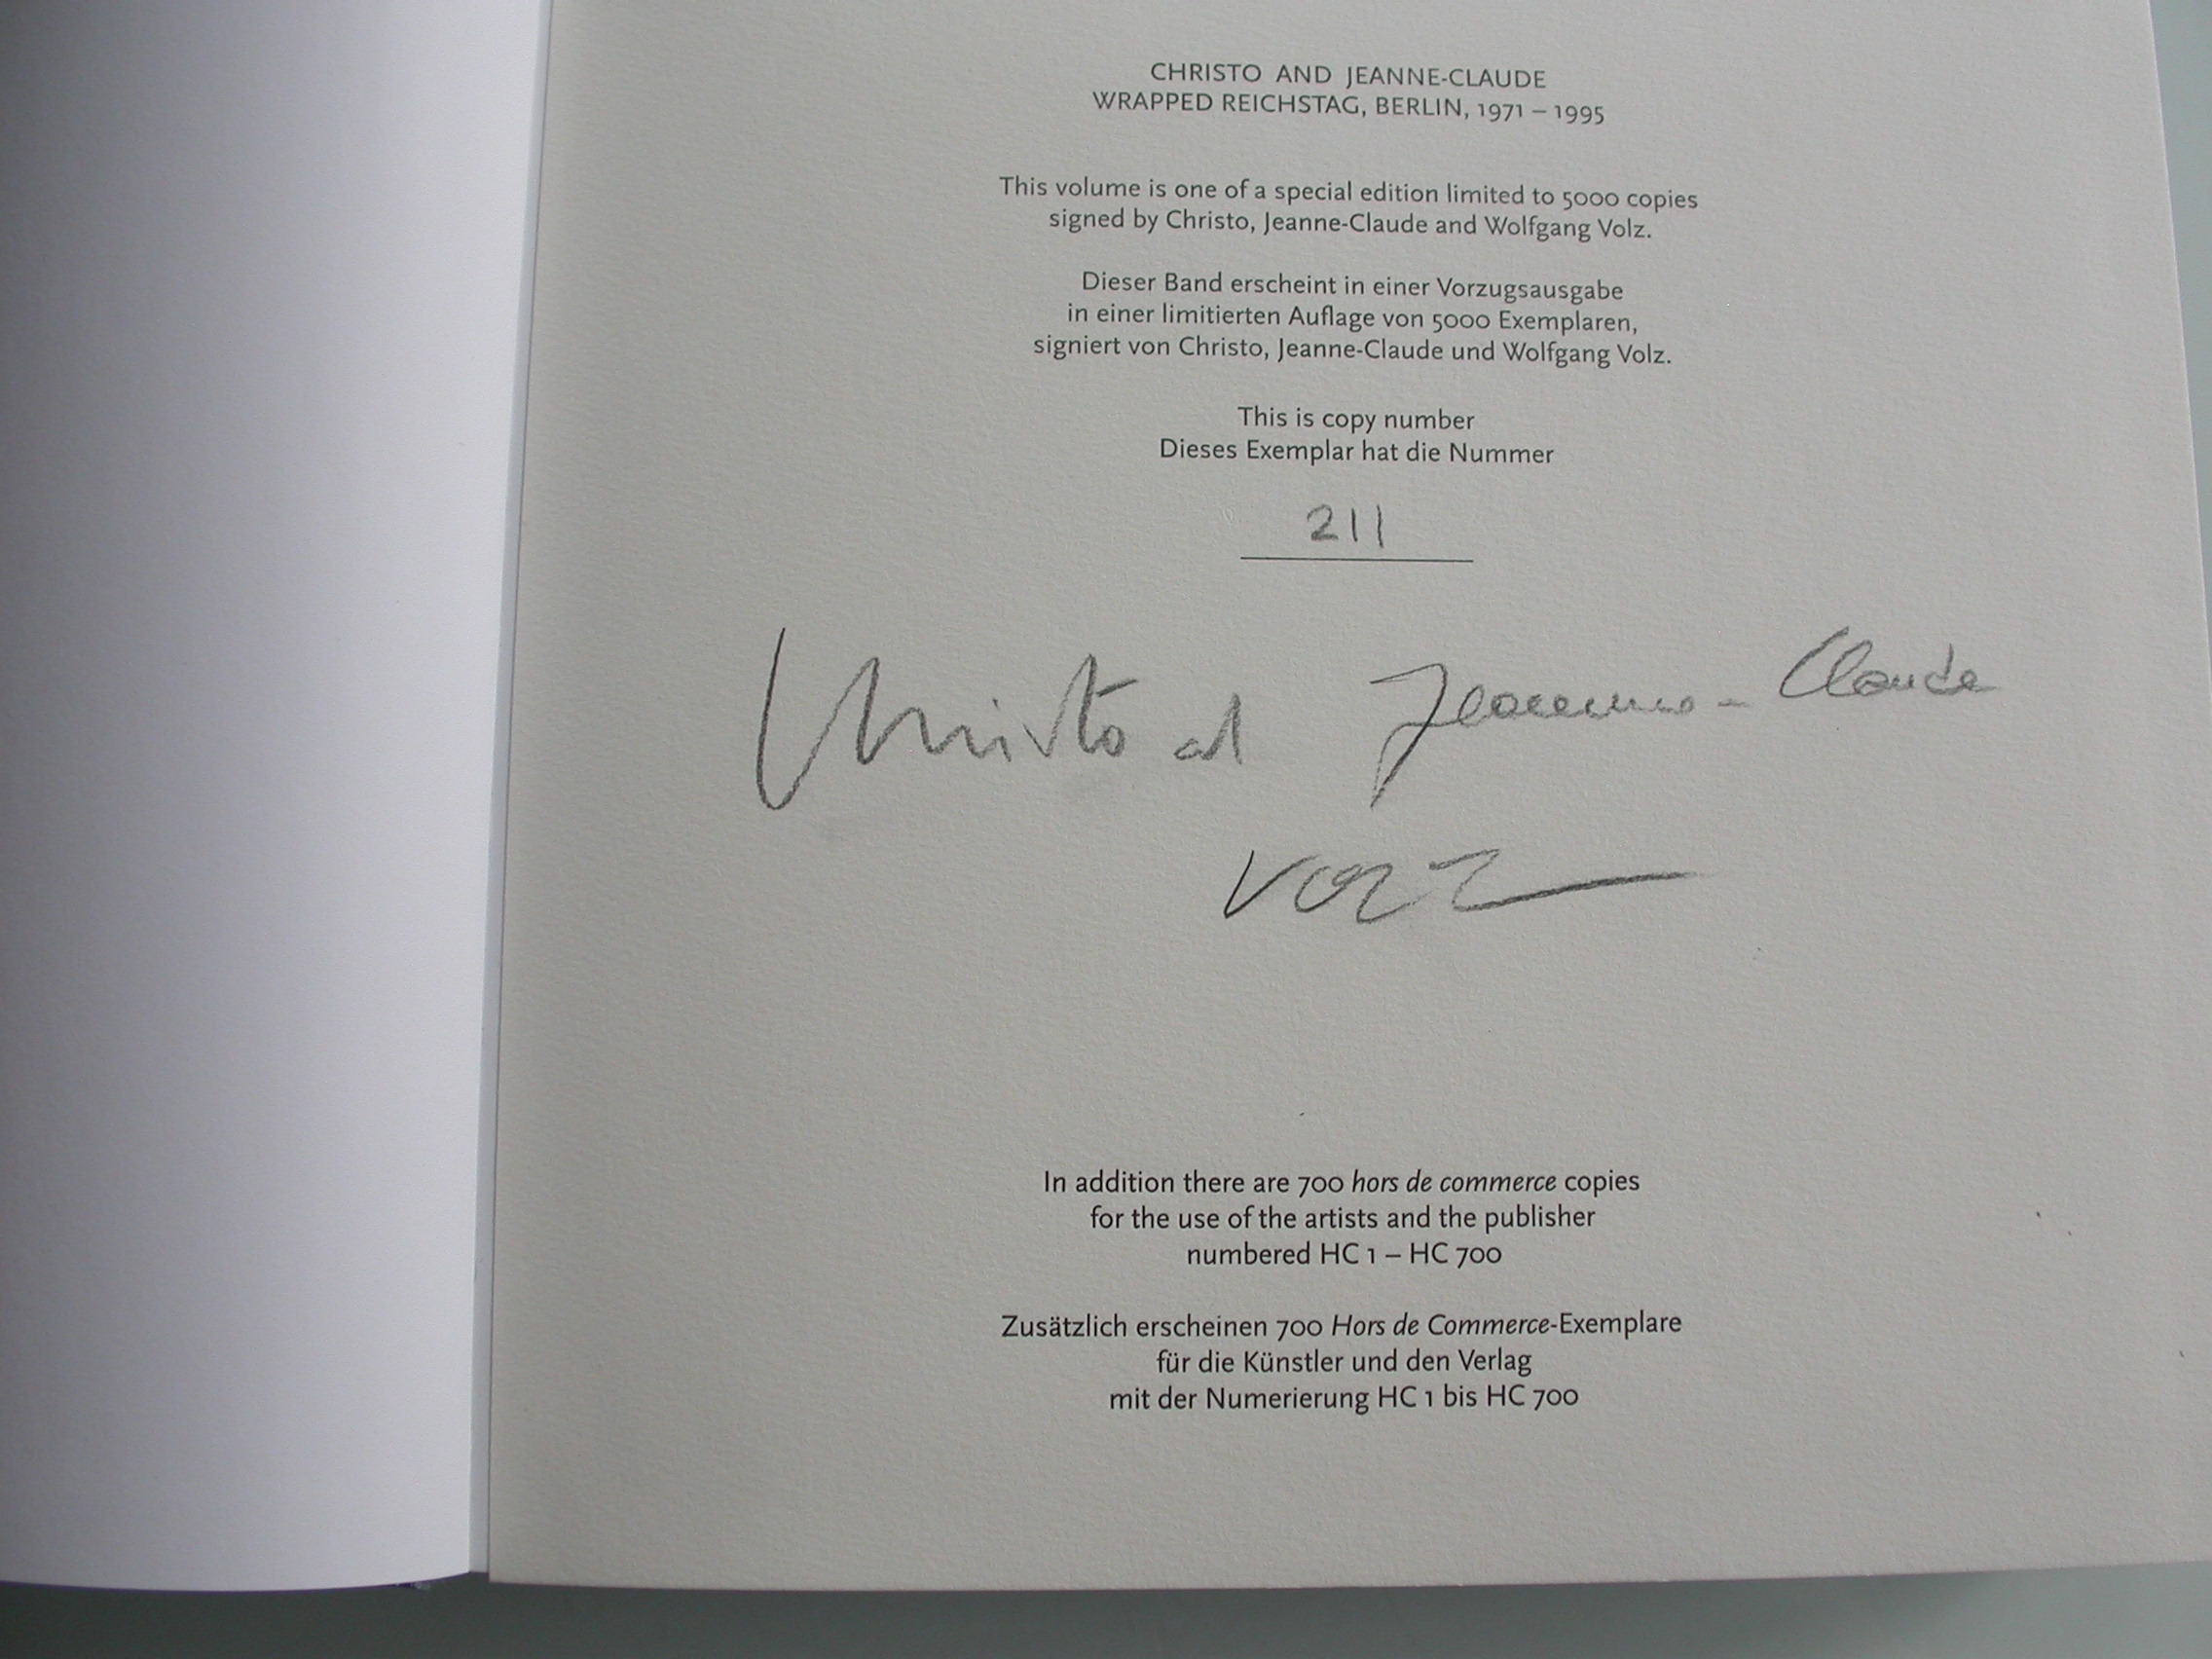 CHRISTO AND JEANNE-CLAUDE
WRAPPED REICHSTAG, BERLIN, 1971 – 1995
This volume is one of a special edition limited to 5000 copies
signed by Christo, Jeanne-Claude and Wolfgang Volz.
Dieser Band erscheint in einer Vorzugsausgabe
in einer limitierten Auflage von 5000 Exemplaren,
signiert von Christo, Jeanne-Claude und Wolfgang Volz.
This is copy number
Dieses Exemplar hat die Nummer
211
Christo et Jeanne-Claude
Volz
In addition there are 700 hors de commerce copies
for the use of the artists and the publisher
numbered HC 1 – HC 700
Zusätzlich erscheinen 700 Hors de Commerce-Exemplare
für die Künstler und den Verlag
mit der Numerierung HC 1 bis HC 700